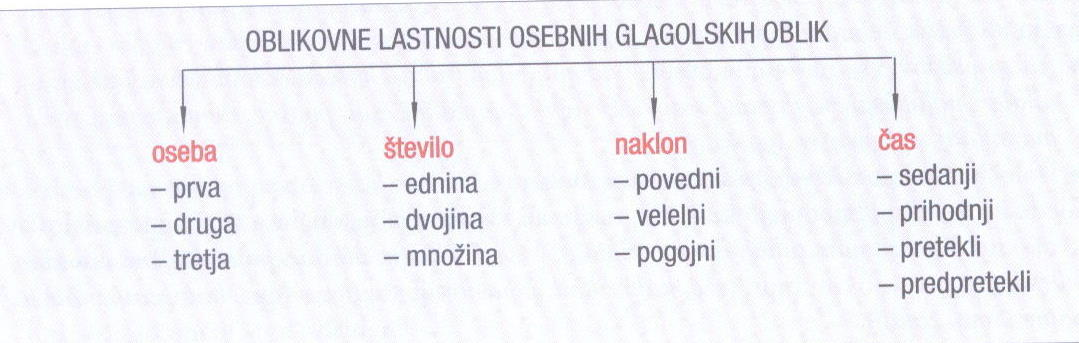 OBLIKOVNE LASTNOSTI OSEBNIH GLAGOLSKIH OBLIK
oseba
– prva
– druga
– tretja
število
– ednina
– dvojina
– množina
naklon
– povedni
– velelni
– pogojni
čas
– sedanji
– prihodnji
– pretekli
– predpretekli